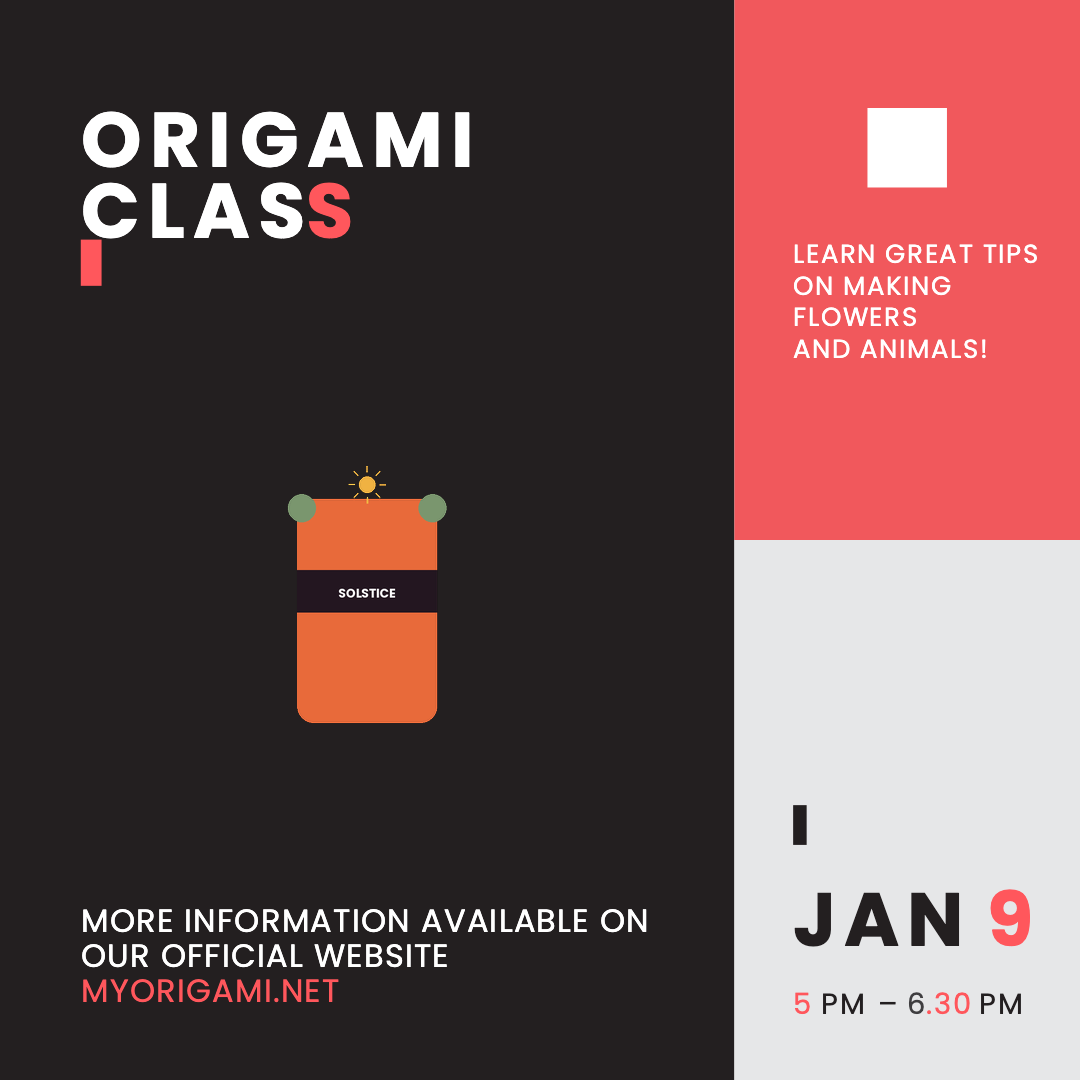 ORIGAMI
CLASS
LEARN GREAT TIPS
ON MAKING
FLOWERS
AND ANIMALS!
SOLSTICE
MORE INFORMATION AVAILABLE ON
OUR OFFICIAL WEBSITE
MYORIGAMI.NET
JAN 9
5 PM – 6.30 PM